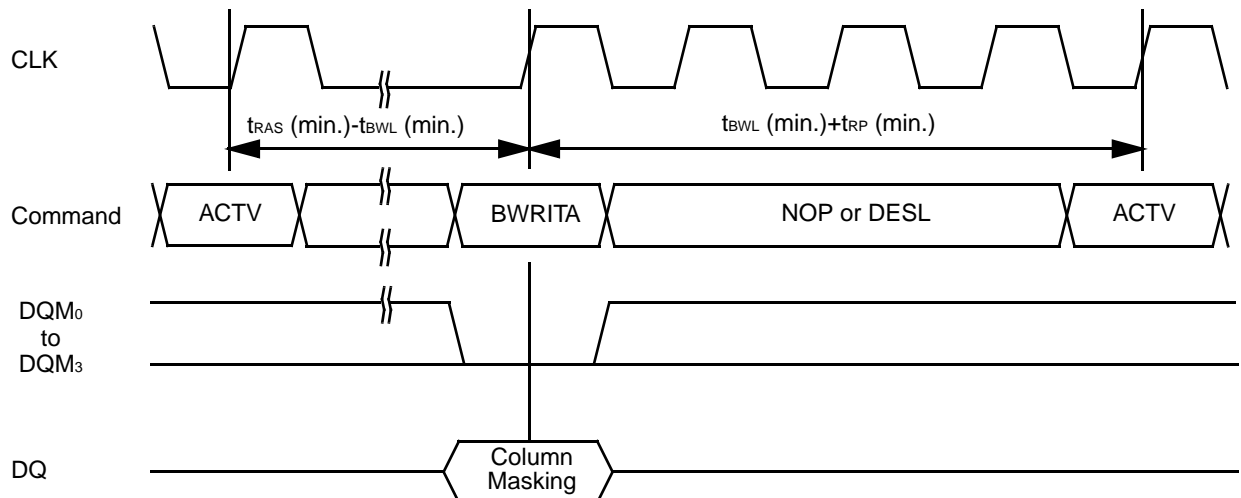 CLK
tRAS (min.)-tBWL (min.)
tBWL (min.)+tRP (min.)
Command
ACTV
BWRITA
NOP or DESL
ACTV
DQM0
to
DQM3
DQ
Column
Masking